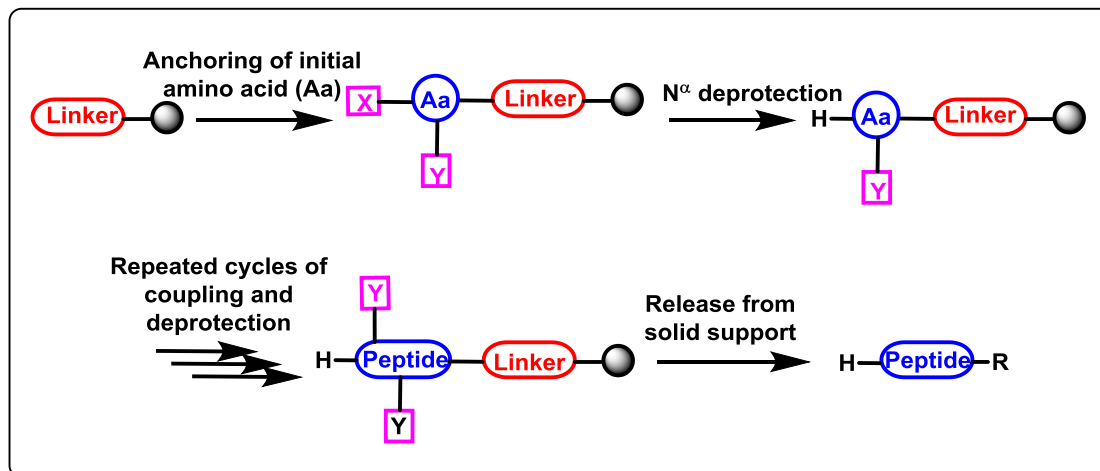 Anchoring of initial
amino acid (Aa)
Linker
X
Aa
Linker
Y
Nα deprotection
H
Aa
Linker
Y
Repeated cycles of
coupling and
deprotection
Y
H
Peptide
Linker
Y
Release from
solid support
H
Peptide
R